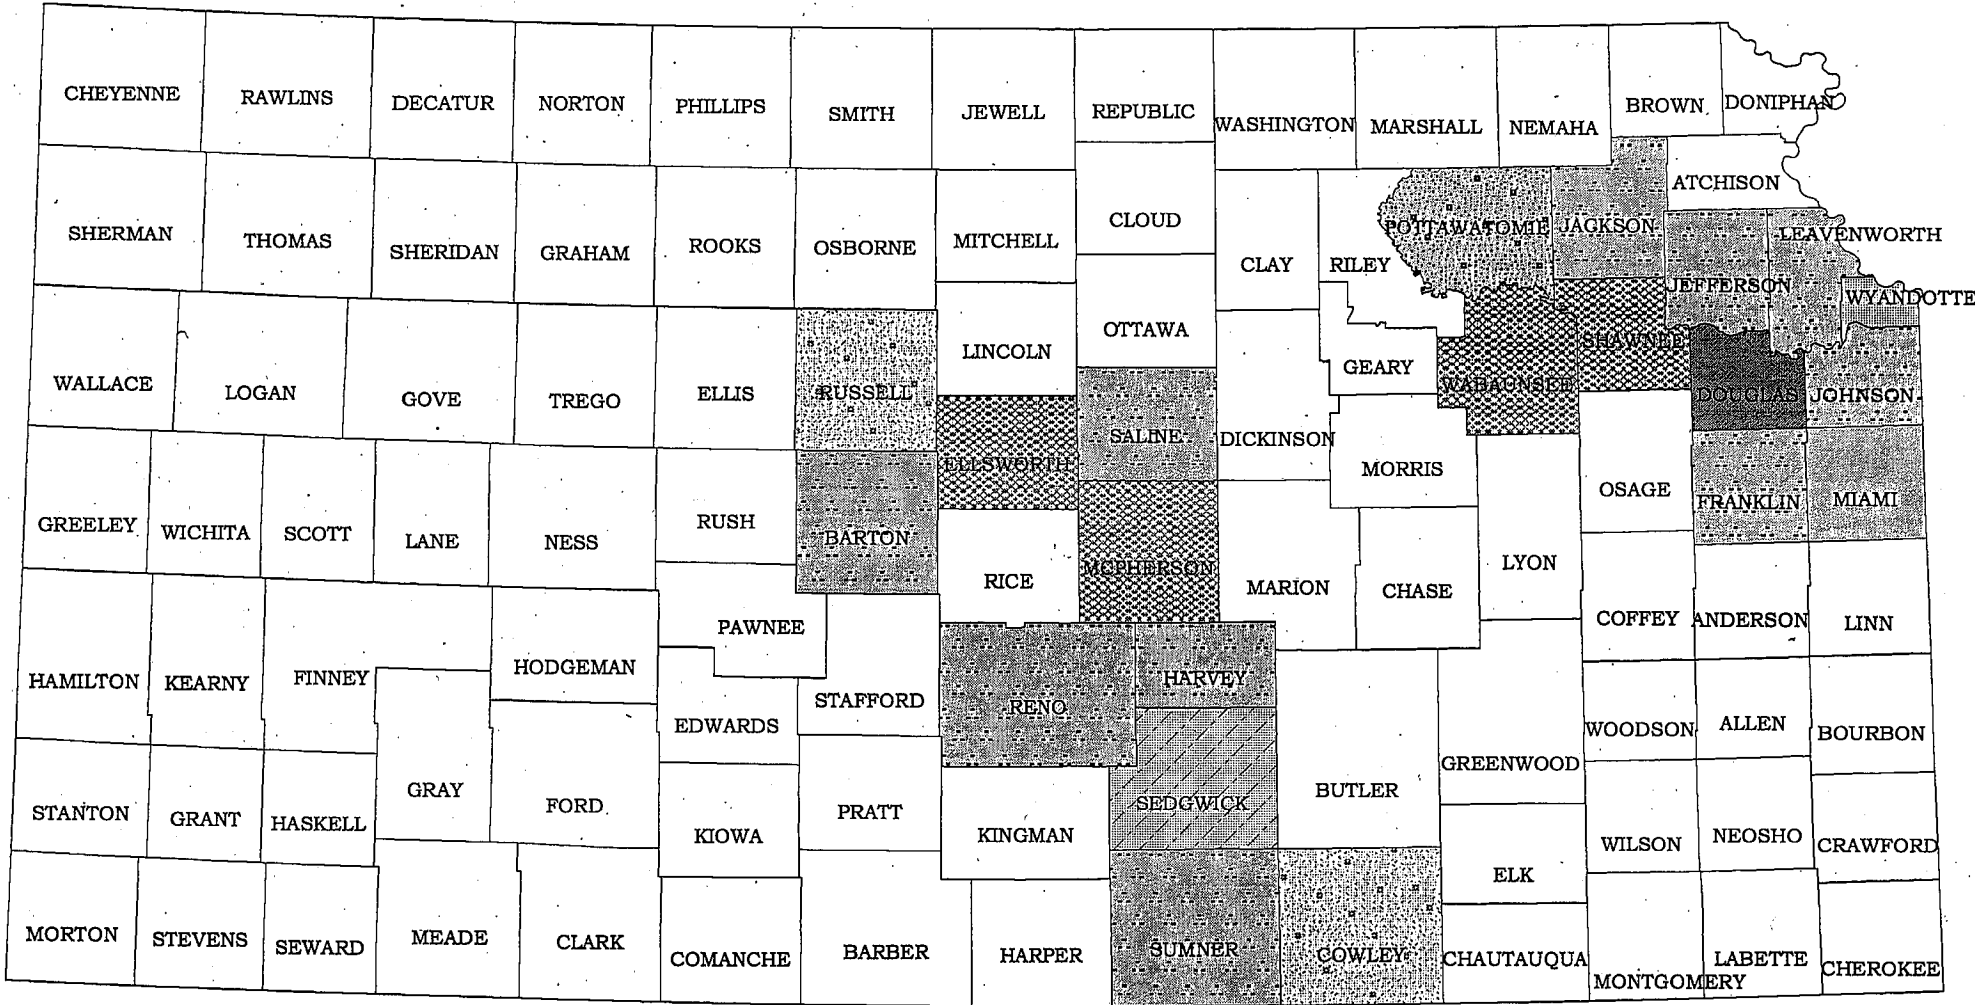 CHEYENNE
RAWLINS
DECATUR
NORTON
PHILLIPS
SMITH
JEWELL
REPUBLIC
WASHINGTON
MARSHALL
NEMAHA
BROWN
DONIPHAN
ATCHISON
SHERMAN
THOMAS
SHERIDAN
GRAHAM
ROOKS
OSBORNE
MITCHELL
CLOUD
CLAY
RILEY
POTTAWATOMIE
JACKSON
JEFFERSON
LEAVENWORTH
WYANDOTTE
WALLACE
LOGAN
GOVE
TREGO
ELLIS
RUSSELL
LINCOLN
OTTAWA
GEARY
WABAUNSEE
SHAWNEE
DOUGLAS
JOHNSON
ELLSWORTH
SALINE
DICKINSON
MORRIS
OSAGE
FRANKLIN
MIAMI
GREELEY
WICHITA
SCOTT
LANE
NESS
RUSH
BARTON
RICE
MCPHERSON
MARION
CHASE
LYON
COFFEY
ANDERSON
LINN
HAMILTON
KEARNY
FINNEY
HODGEMAN
PAWNEE
STAFFORD
EDWARDS
RENO
HARVEY
SEDGWICK
BUTLER
GREENWOOD
WOODSON
ALLEN
BOURBON
STANTON
GRANT
HASKELL
GRAY
FORD
KIOWA
PRATT
KINGMAN
ELK
WILSON
NEOSHO
CRAWFORD
MORTON
STEVENS
SEWARD
MEADE
CLARK
COMANCHE
BARBER
HARPER
SUMNER
COWLEY
CHAUTAUQUA
MONTGOMERY
LABETTE
CHEROKEE